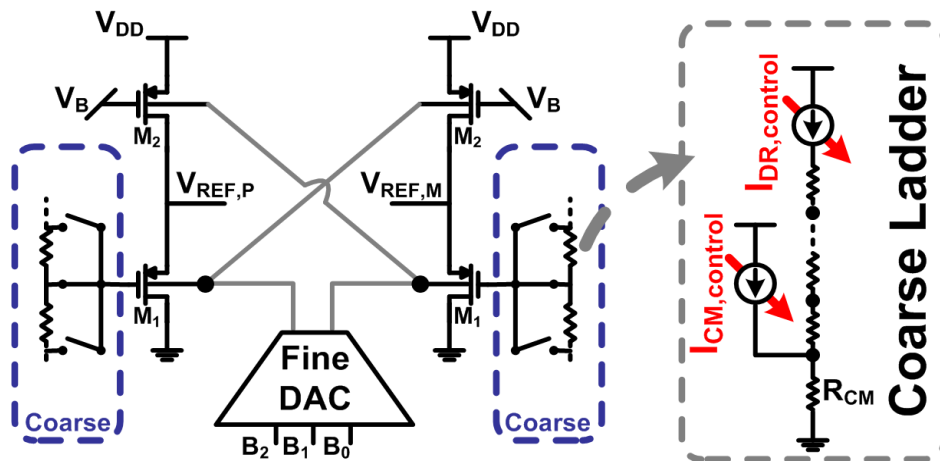 VDD
VDD
VB
VB
M2
M2
VREF,P
VREF,M
M1
M1
Fine
DAC
Coarse
Coarse
B2 B1 B0
IDR,control
ICM,control
RCM
Coarse Ladder